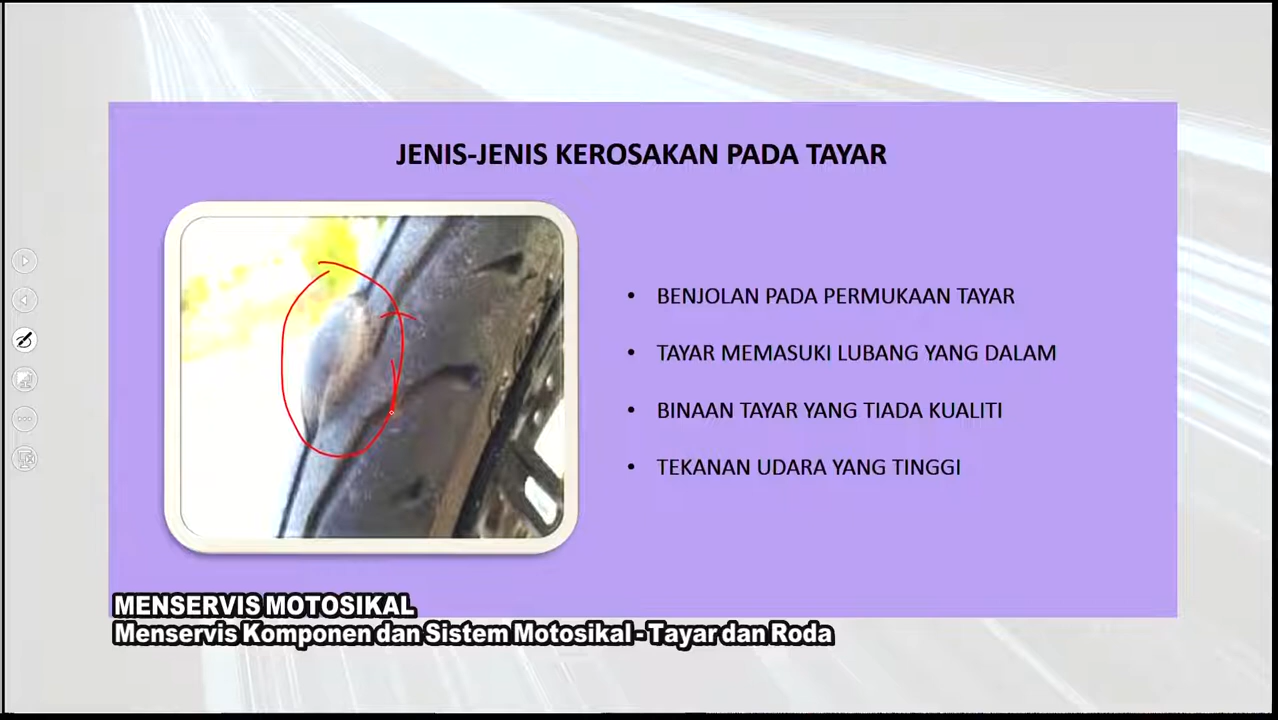 JENIS-JENIS KEROSAKAN PADA TAYAR
• BENJOLAN PADA PERMUKAAN TAYAR
• TAYAR MEMASUKI LUBANG YANG DALAM
• BINAAN TAYAR YANG TIADA KUALITI
• TEKANAN UDARA YANG TINGGI
MENSERVIS MOTOSIKAL
Menservis Komponen dan Sistem Motosikal - Tayar dan Roda